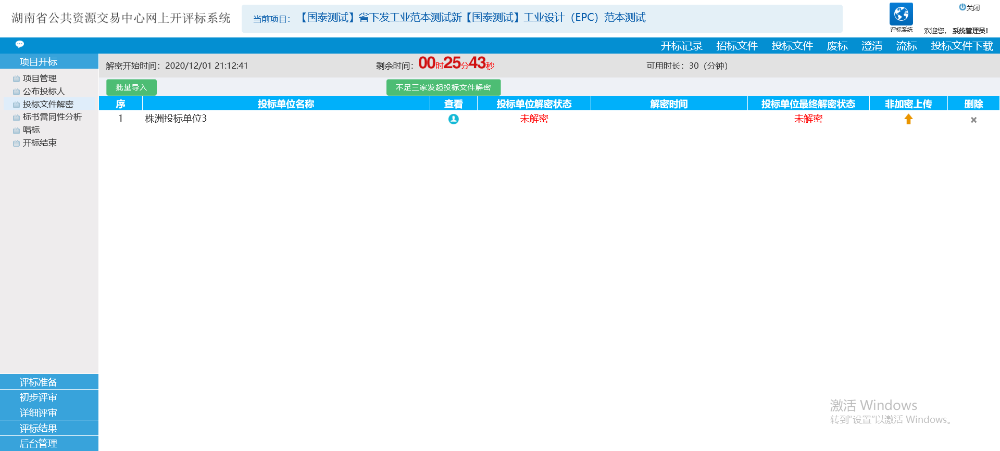 湖南省公共资源交易中心网上开评标系统
当前项目： 【国泰测试】省下发工业范本测试新【国泰测试】工业设计（EPC）范本测试
评标系统
关闭
欢迎您， 系统管理员！
开标记录 招标文件 投标文件 废标 澄清 流标 投标文件下载
项目开标
项目管理
公布投标人
投标文件解密
标书雷同性分析
唱标
开标结束
解密开始时间：2020/12/01 21:12:41 剩余时间：00时25分43秒 可用时长：30（分钟）
批量导入 不足三家发起投标文件解密
序 投标单位名称 查看 投标单位解密状态 解密时间 投标单位最终解密状态 非加密上传 删除
1 株洲投标单位3 未解密 未解密
评标准备
初步评审
详细评审
评标结果
后台管理
激活 Windows
转到“设置”以激活 Windows。